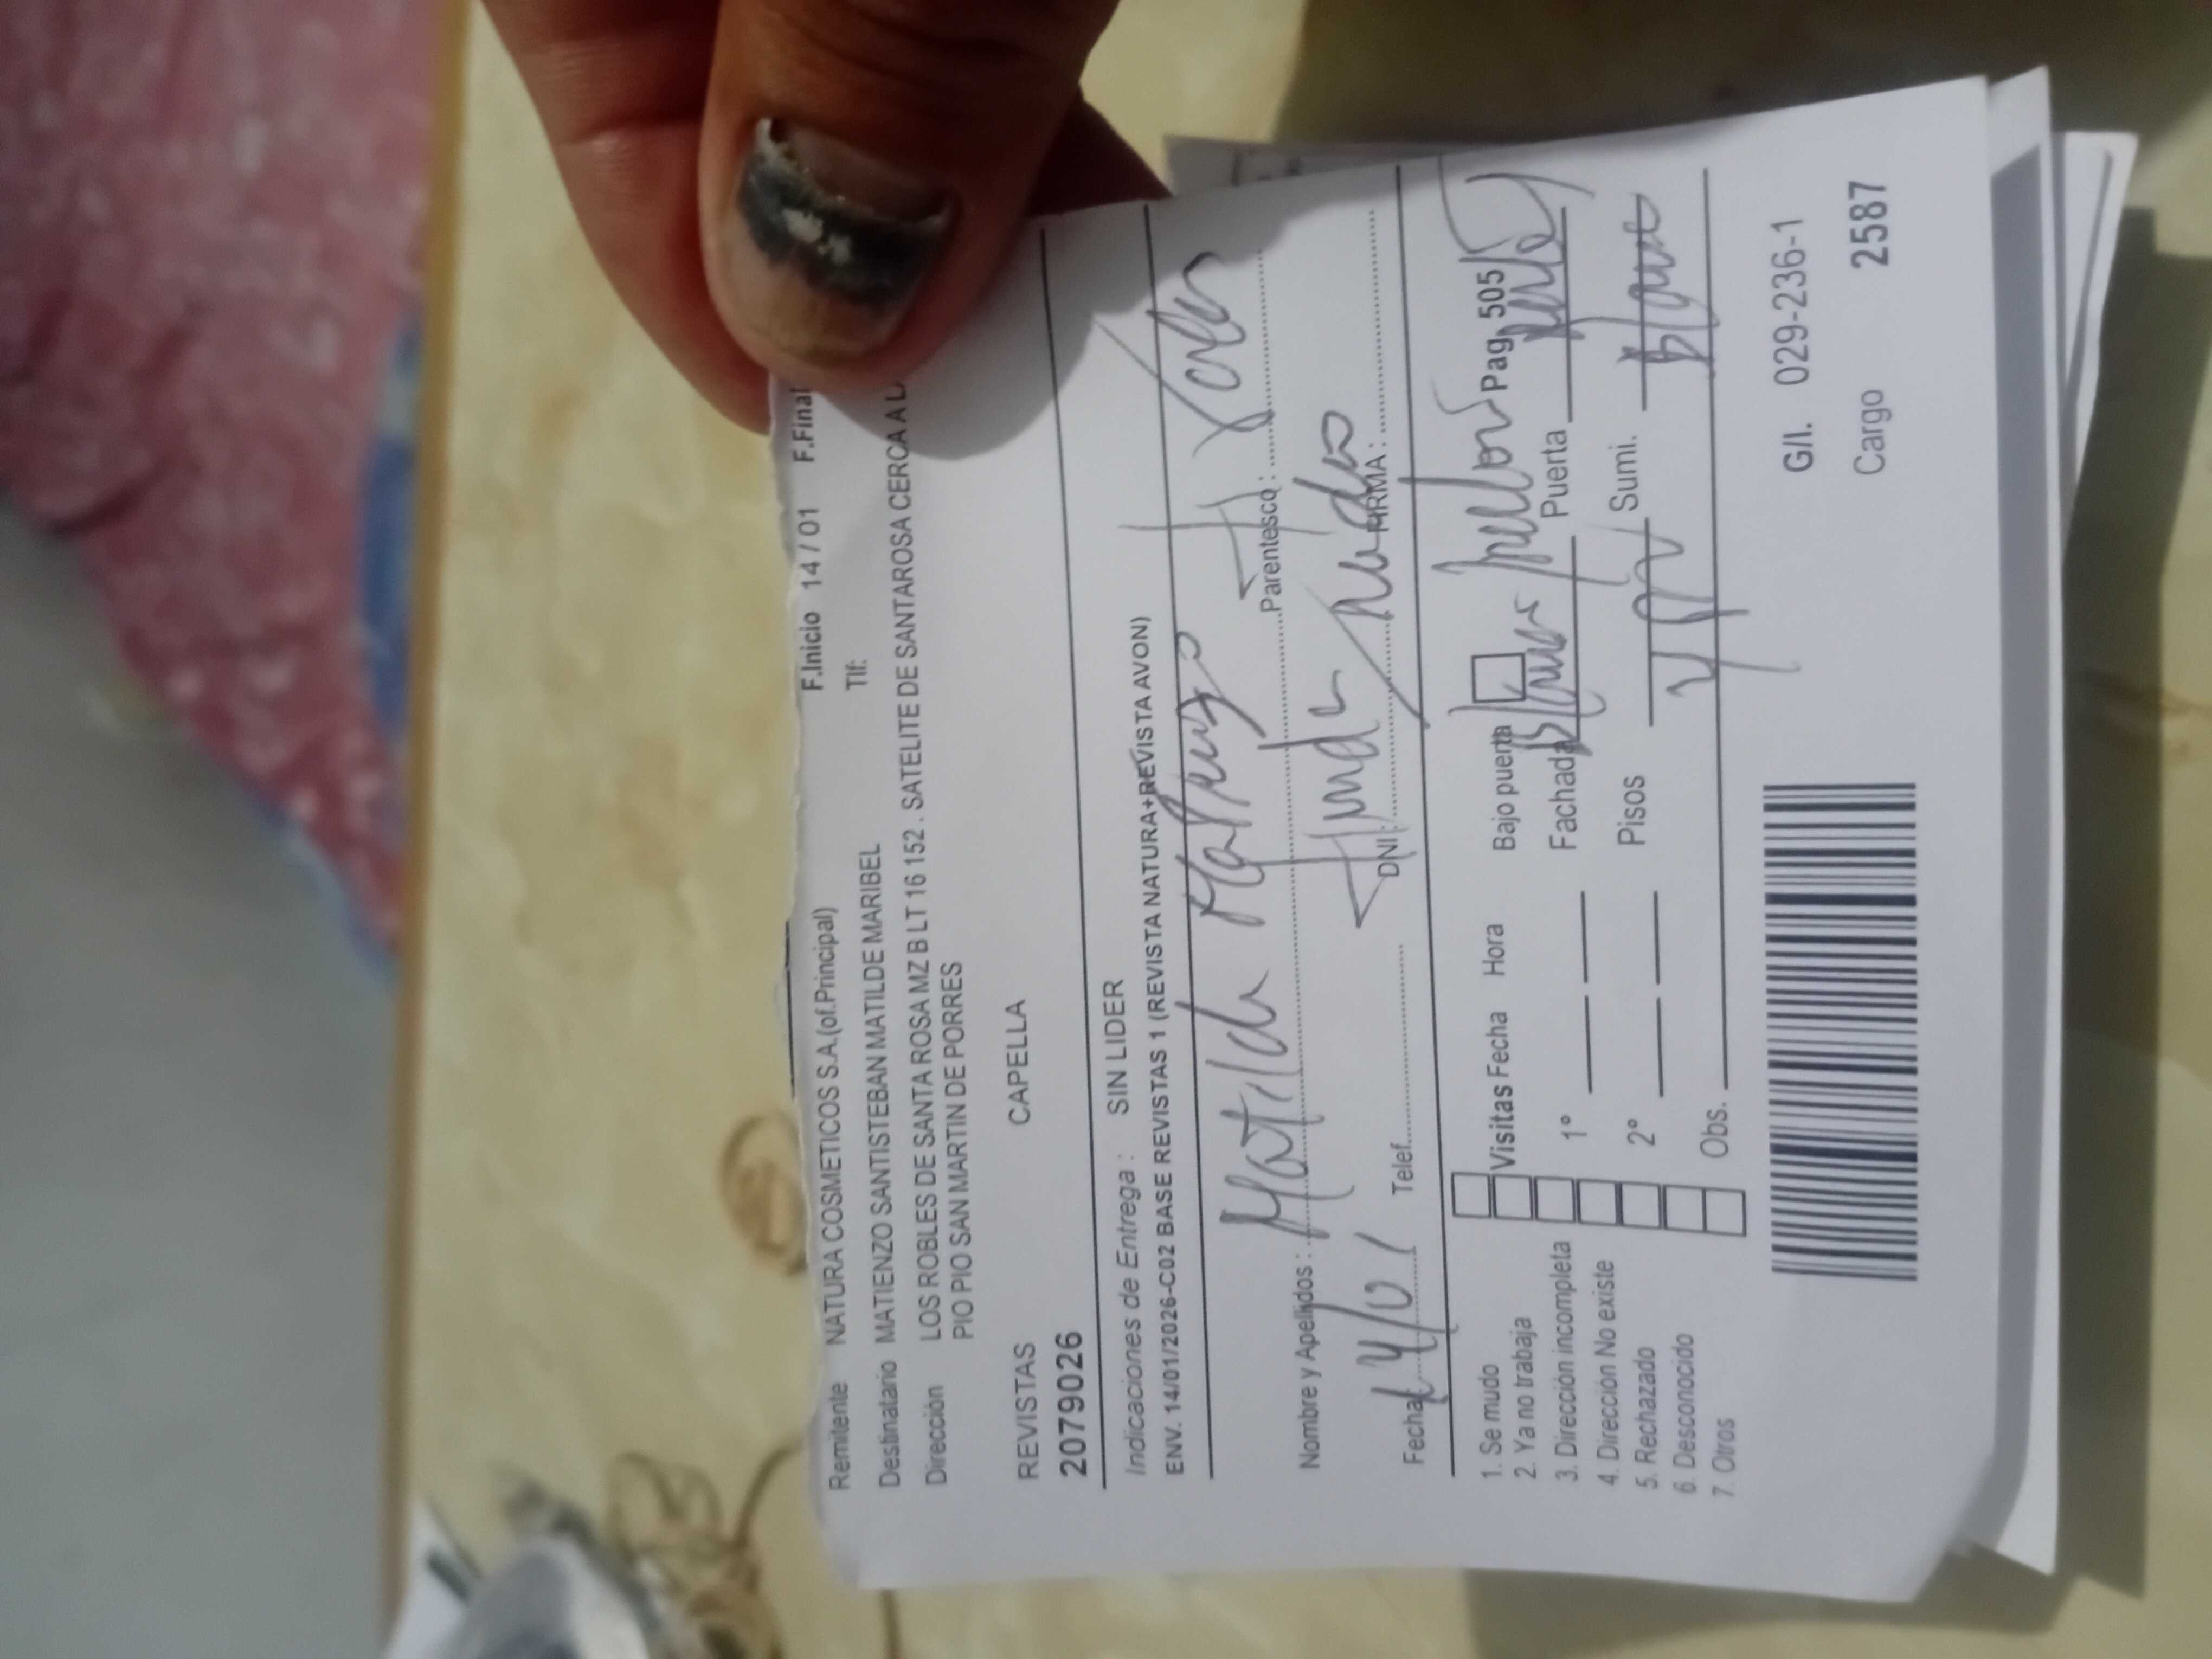 F.Inicio 14 / 01 F.Final
Remitente NATURA COSMETICOS S.A.(of.Principal) Tlf:
Destinatario MATIENZO SANTISTEBAN MATILDE MARIBEL
Dirección LOS ROBLES DE SANTA ROSA MZ B LT 16 152 . SATELITE DE SANTAROSA CERCA A L
PIO PIO SAN MARTIN DE PORRES
REVISTAS CAPELLA
2079026
Indicaciones de Entrega : SIN LIDER
ENV. 14/01/2026-C02 BASE REVISTAS 1 (REVISTA NATURA+REVISTA AVON)
Nombre y Apellidos : Matilde Parentesco :
Fecha 14/01 Telef. DNI : FIRMA :
1. Se mudo
2. Ya no trabaja
3. Dirección incompleta
4. Dirección No existe
5. Rechazado
6. Desconocido
7. Otros
Visitas Fecha Hora
1°
2°
Obs.
Bajo puerta Pag, 505
Fachada Puerta
Pisos Sumi.
G/I. 029-236-1
Cargo 2587